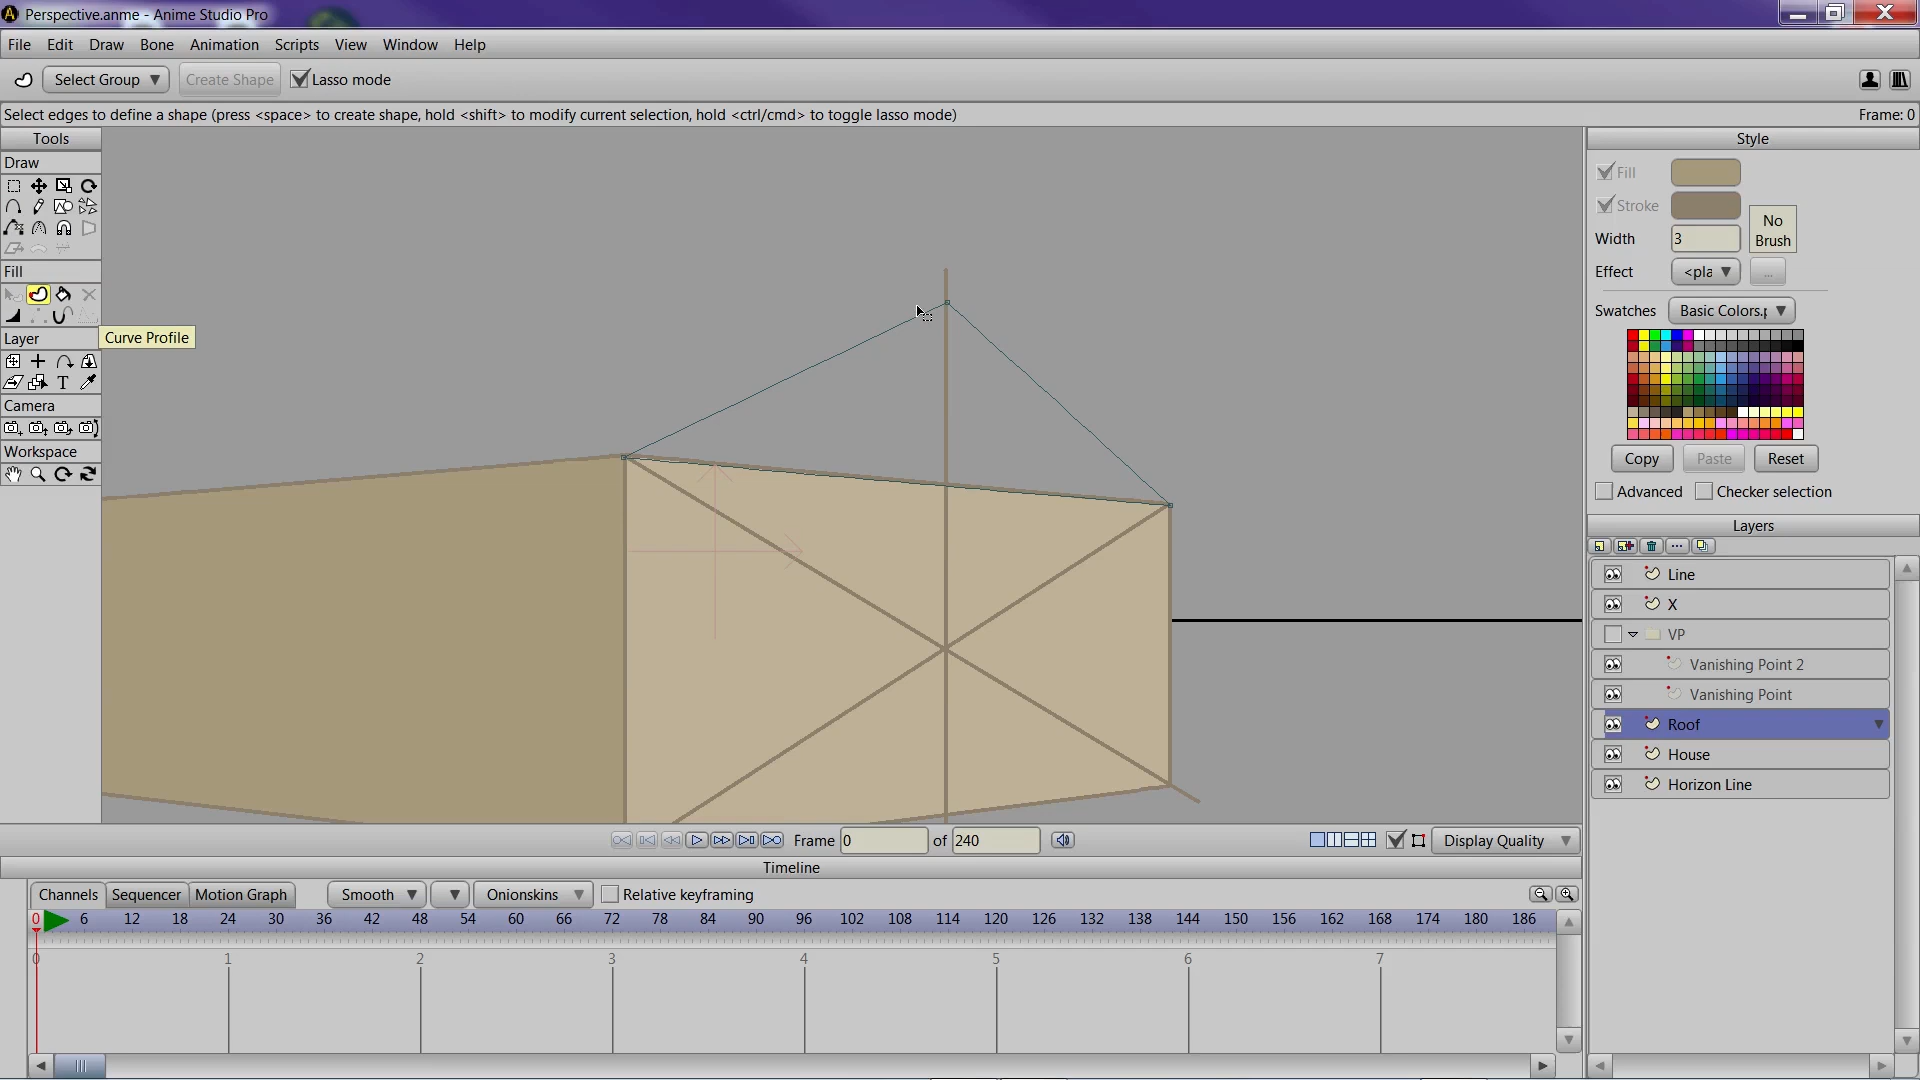 Perspective.anme - Anime Studio Pro
File Edit Draw Bone Animation Scripts View Window Help
Select Group Create Shape Lasso mode
Select edges to define a shape (press <space> to create shape, hold <shift> to modify current selection, hold <ctrl/cmd> to toggle lasso mode) Frame: 0
Tools
Draw
Fill
Curve Profile
Layer
T
Camera
Workspace
Style
Fill
Stroke
No Brush
Width 3
Effect <pla ...
Swatches Basic Colors.p
Copy Paste Reset
Advanced Checker selection
Layers
Line
X
VP
Vanishing Point 2
Vanishing Point
Roof
House
Horizon Line
Frame 0 of 240 Display Quality
Timeline
Channels Sequencer Motion Graph Smooth Onionskins Relative keyframing
0 6 12 18 24 30 36 42 48 54 60 66 72 78 84 90 96 102 108 114 120 126 132 138 144 150 156 162 168 174 180 186
0 1 2 3 4 5 6 7